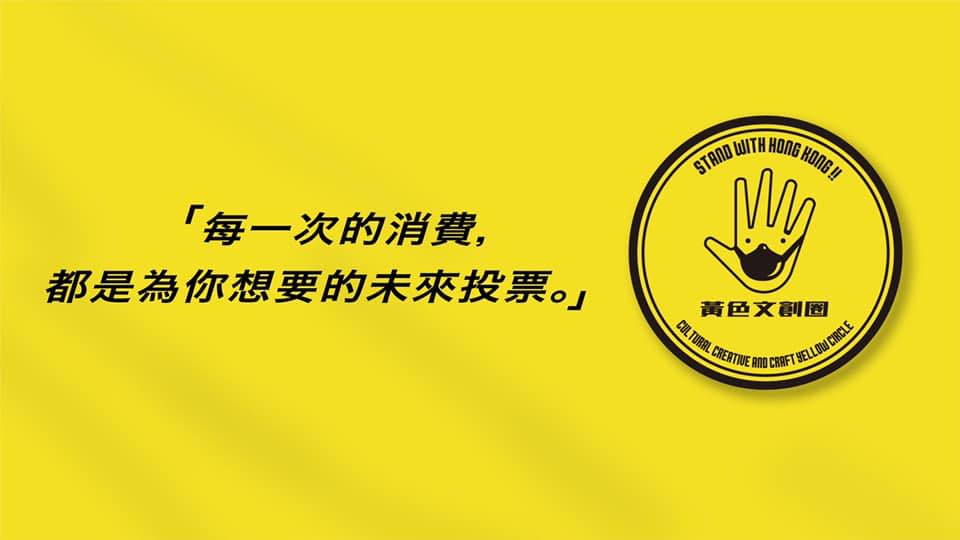 「每一次的消費,
都是為你想要的未來投票。」
STAND WITH HONG KONG!!
黃色文創圈
CULTURAL CREATIVE AND CRAFT YELLOW CIRCLE